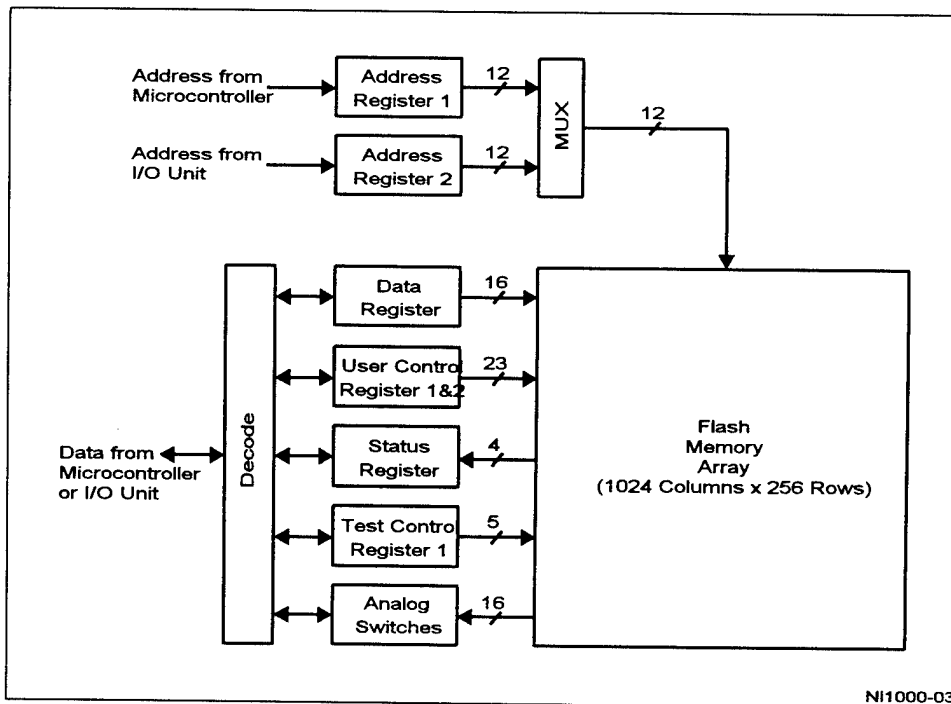 Address from
Microcontroller
Address
Register 1
12
MUX
12
Address from
I/O Unit
Address
Register 2
12
Data
Register
16
User Control
Register 1&2
23
Decode
Data from
Microcontroller
or I/O Unit
Status
Register
4
Test Control
Register 1
5
Analog
Switches
16
Flash
Memory
Array
(1024 Columns x 256 Rows)
NI1000-03